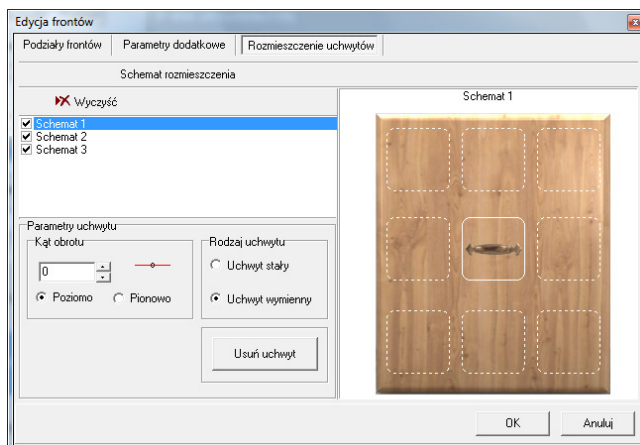 Edycja frontów
Podziały frontów Parametry dodatkowe Rozmieszczenie uchwytów
Schemat rozmieszczenia
Wyczyść
Schemat 1
Schemat 2
Schemat 3
Schemat 1
Parametry uchwytu
Kąt obrotu
0
Poziomo Pionowo
Rodzaj uchwytu
Uchwyt stały
Uchwyt wymienny
Usuń uchwyt
OK Anuluj